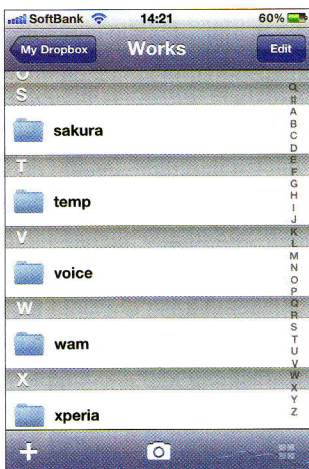 SoftBank 14:21 60%
My Dropbox Works Edit
S
sakura
T
temp
V
voice
W
wam
X
xperia
#
A
B
C
D
E
F
G
H
I
J
K
L
M
N
O
P
Q
R
S
T
U
V
W
X
Y
Z